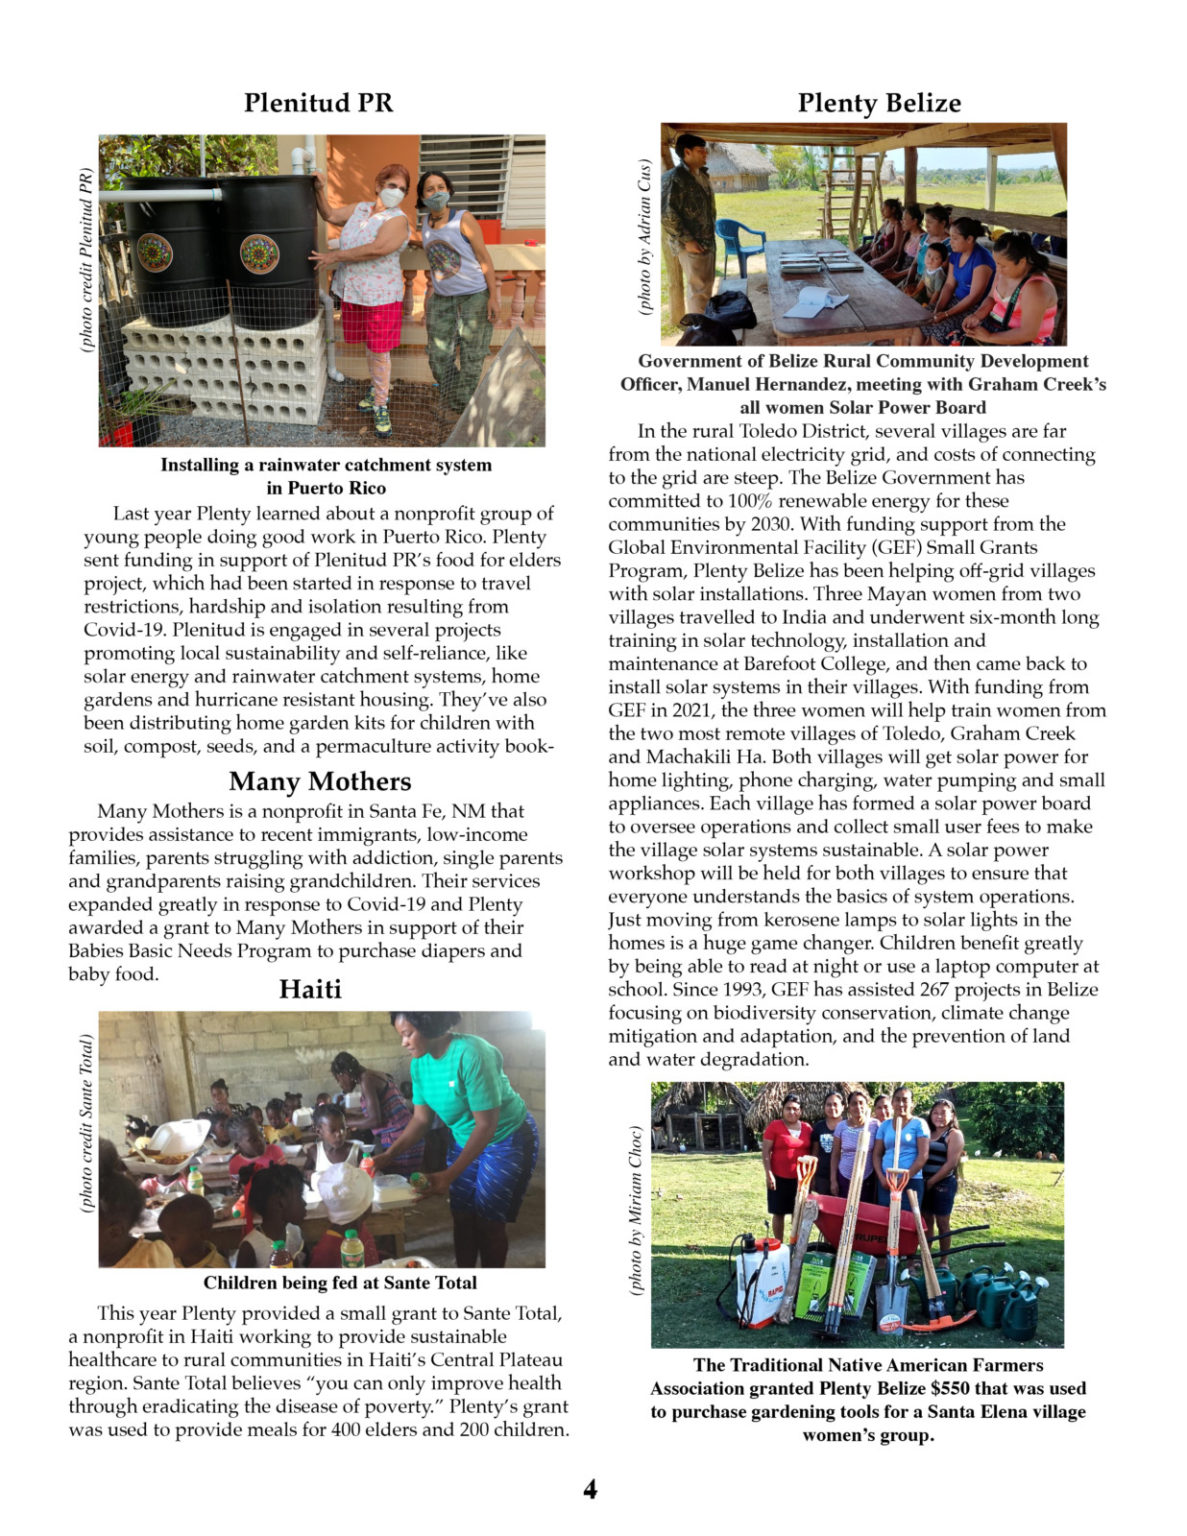 Plenitud PR
(photo credit Plenitud PR)
Installing a rainwater catchment system
in Puerto Rico
Last year Plenty learned about a nonprofit group of
young people doing good work in Puerto Rico. Plenty
sent funding in support of Plenitud PR's food for elders
project, which had been started in response to travel
restrictions, hardship and isolation resulting from
Covid-19. Plenitud is engaged in several projects
promoting local sustainability and self-reliance, like
solar energy and rainwater catchment systems, home
gardens and hurricane resistant housing. They've also
been distributing home garden kits for children with
soil, compost, seeds, and a permaculture activity book-
Many Mothers
Many Mothers is a nonprofit in Santa Fe, NM that
provides assistance to recent immigrants, low-income
families, parents struggling with addiction, single parents
and grandparents raising grandchildren. Their services
expanded greatly in response to Covid-19 and Plenty
awarded a grant to Many Mothers in support of their
Babies Basic Needs Program to purchase diapers and
baby food.
Haiti
(photo credit Sante Total)
Children being fed at Sante Total
This year Plenty provided a small grant to Sante Total,
a nonprofit in Haiti working to provide sustainable
healthcare to rural communities in Haiti's Central Plateau
region. Sante Total believes "you can only improve health
through eradicating the disease of poverty." Plenty's grant
was used to provide meals for 400 elders and 200 children.
Plenty Belize
(photo by Adrian Cus)
Government of Belize Rural Community Development
Officer, Manuel Hernandez, meeting with Graham Creek's
all women Solar Power Board
In the rural Toledo District, several villages are far
from the national electricity grid, and costs of connecting
to the grid are steep. The Belize Government has
committed to 100% renewable energy for these
communities by 2030. With funding support from the
Global Environmental Facility (GEF) Small Grants
Program, Plenty Belize has been helping off-grid villages
with solar installations. Three Mayan women from two
villages travelled to India and underwent six-month long
training in solar technology, installation and
maintenance at Barefoot College, and then came back to
install solar systems in their villages. With funding from
GEF in 2021, the three women will help train women from
the two most remote villages of Toledo, Graham Creek
and Machakili Ha. Both villages will get solar power for
home lighting, phone charging, water pumping and small
appliances. Each village has formed a solar power board
to oversee operations and collect small user fees to make
the village solar systems sustainable. A solar power
workshop will be held for both villages to ensure that
everyone understands the basics of system operations.
Just moving from kerosene lamps to solar lights in the
homes is a huge game changer. Children benefit greatly
by being able to read at night or use a laptop computer at
school. Since 1993, GEF has assisted 267 projects in Belize
focusing on biodiversity conservation, climate change
mitigation and adaptation, and the prevention of land
and water degradation.
(photo by Miriam Choc)
The Traditional Native American Farmers
Association granted Plenty Belize $550 that was used
to purchase gardening tools for a Santa Elena village
women's group.
4